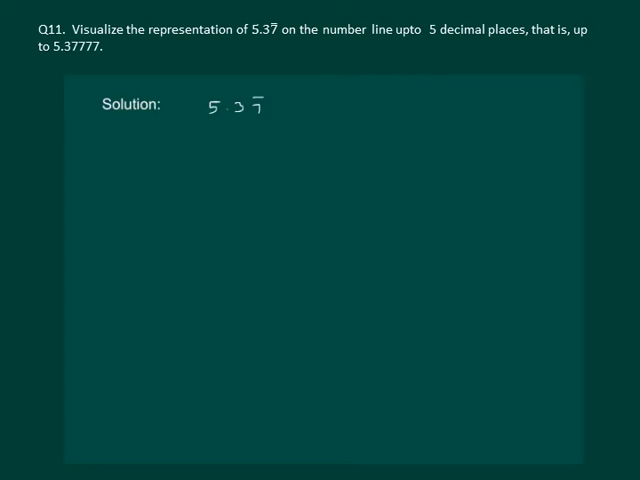 Q11. Visualize the representation of 5.37̅ on the number line upto 5 decimal places, that is, up
to 5.37777.
Solution: 5.37̅